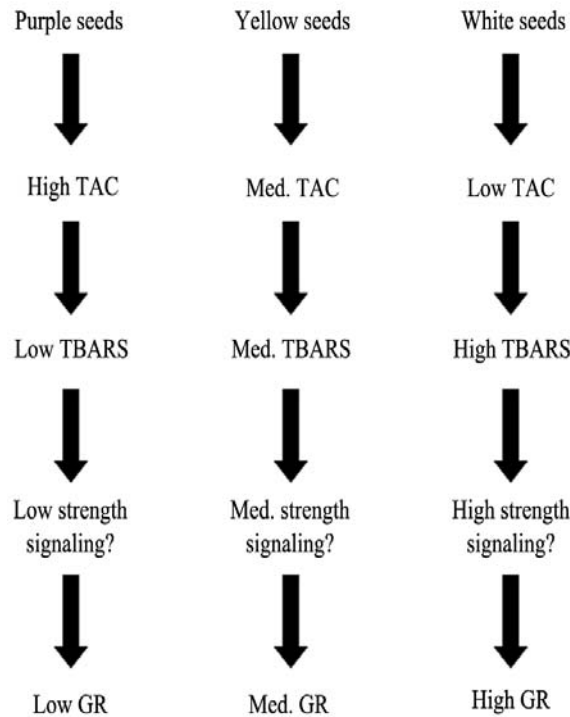 Purple seeds
Yellow seeds
White seeds
High TAC
Med. TAC
Low TAC
Low TBARS
Med. TBARS
High TBARS
Low strength
signaling?
Med. strength
signaling?
High strength
signaling?
Low GR
Med. GR
High GR